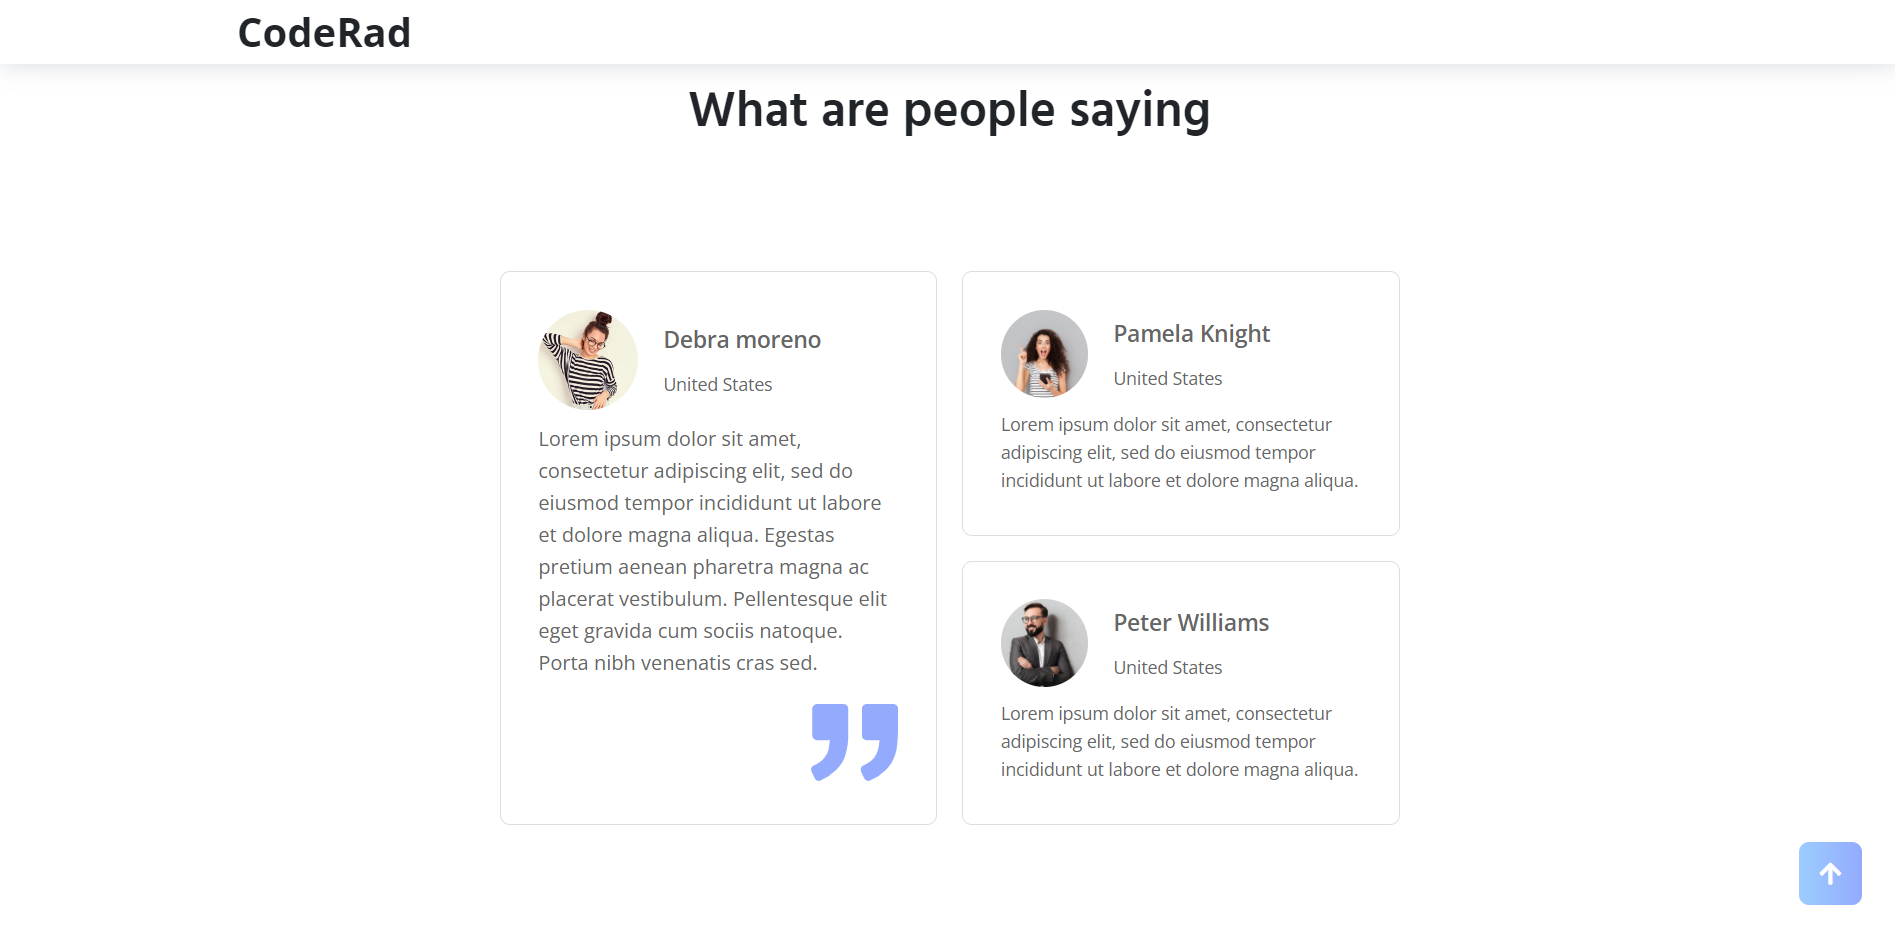 CodeRad
What are people saying
Debra moreno
United States
Lorem ipsum dolor sit amet,
consectetur adipiscing elit, sed do
eiusmod tempor incididunt ut labore
et dolore magna aliqua. Egestas
pretium aenean pharetra magna ac
placerat vestibulum. Pellentesque elit
eget gravida cum sociis natoque.
Porta nibh venenatis cras sed.
Pamela Knight
United States
Lorem ipsum dolor sit amet, consectetur
adipiscing elit, sed do eiusmod tempor
incididunt ut labore et dolore magna aliqua.
Peter Williams
United States
Lorem ipsum dolor sit amet, consectetur
adipiscing elit, sed do eiusmod tempor
incididunt ut labore et dolore magna aliqua.